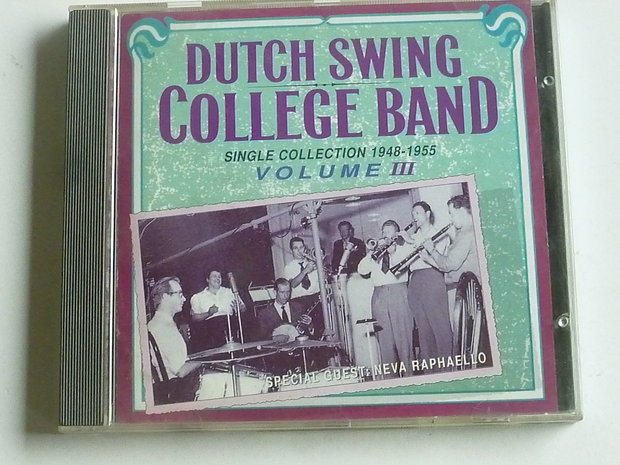 DUTCH SWING
COLLEGE BAND
SINGLE COLLECTION 1948-1955
VOLUME III
SPECIAL GUEST: NEVA RAPHAELLO